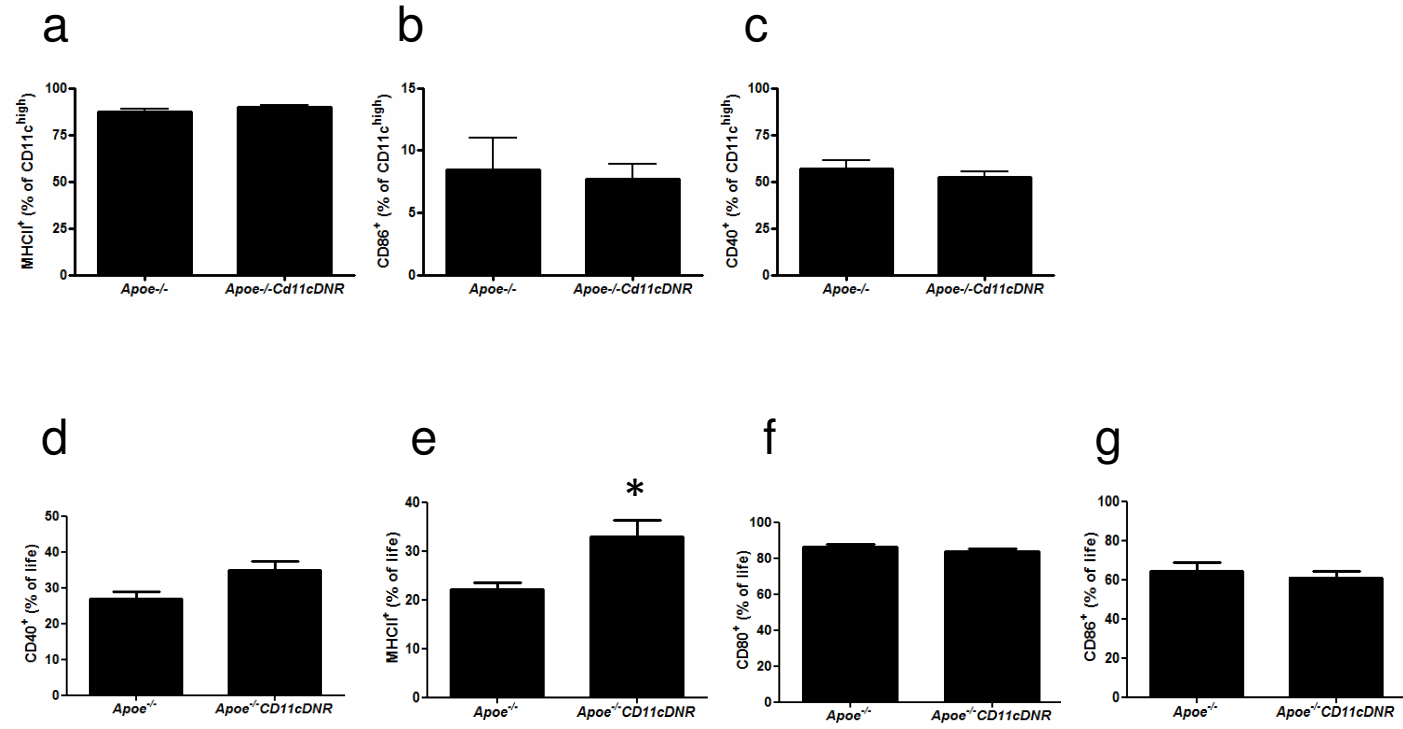 a
b
c
MHCII+ (% of CD11chigh)
100
75
50
25
0
Apoe-/-
Apoe-/-Cd11cDNR
CD86+ (% of CD11chigh)
15
10
5
0
Apoe-/-
Apoe-/-Cd11cDNR
CD40+ (% of CD11chigh)
100
75
50
25
0
Apoe-/-
Apoe-/-Cd11cDNR
d
e
f
g
CD40+ (% of life)
50
40
30
20
10
0
Apoe-/-
Apoe-/-CD11cDNR
MHCII+ (% of life)
40
30
20
10
0
*
Apoe-/-
Apoe-/-CD11cDNR
CD80+ (% of life)
100
80
60
40
20
0
Apoe-/-
Apoe-/-CD11cDNR
CD86+ (% of life)
100
80
60
40
20
0
Apoe-/-
Apoe-/-CD11cDNR